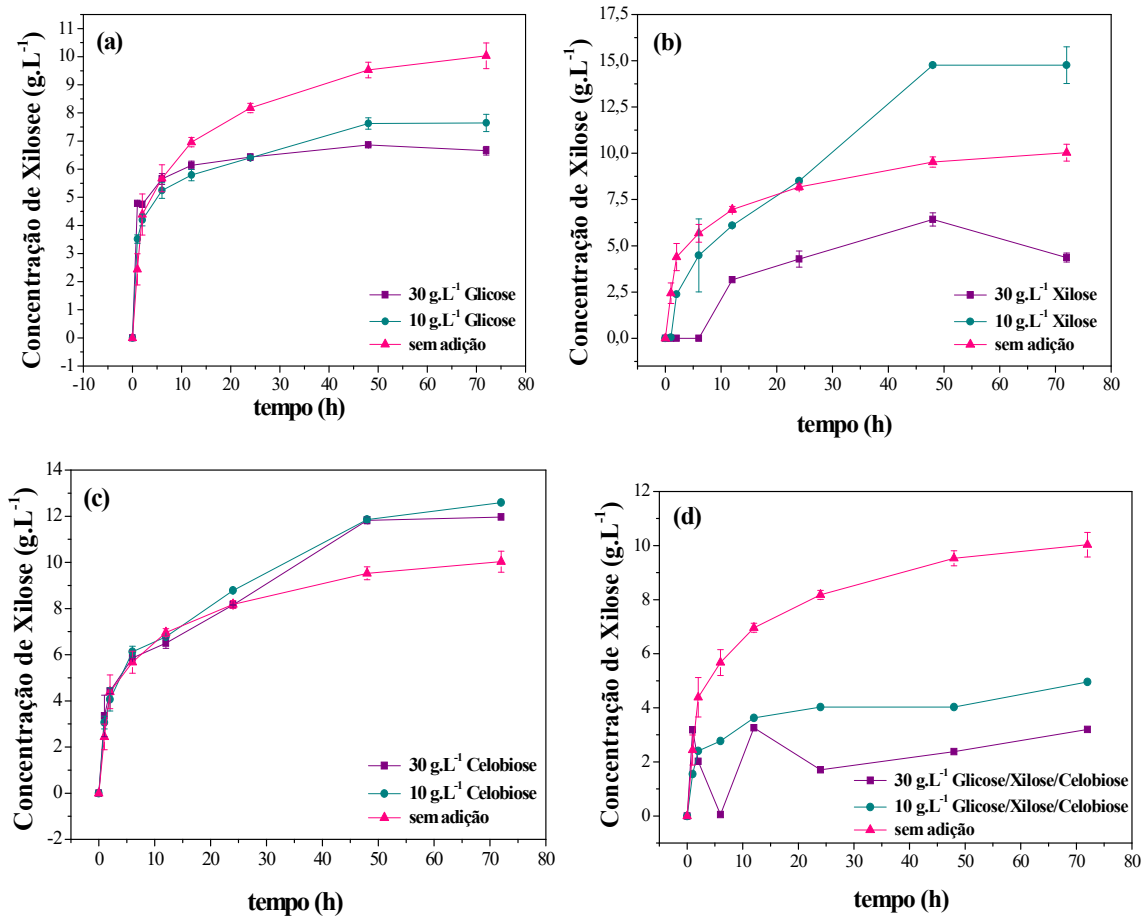 (a)
Concentração de Xilosee (g.L-1)
11
10
9
8
7
6
5
4
3
2
1
0
-1
30 g.L-1 Glicose
10 g.L-1 Glicose
sem adição
-10 0 10 20 30 40 50 60 70 80
tempo (h)
(b)
Concentração de Xilose (g.L-1)
17,5
15,0
12,5
10,0
7,5
5,0
2,5
0,0
30 g.L-1 Xilose
10 g.L-1 Xilose
sem adição
0 10 20 30 40 50 60 70 80
tempo (h)
(c)
Concentração de Xilose (g.L-1)
14
12
10
8
6
4
2
0
-2
30 g.L-1 Celobiose
10 g.L-1 Celobiose
sem adição
0 10 20 30 40 50 60 70 80
tempo (h)
(d)
Concentração de Xilose (g.L-1)
12
10
8
6
4
2
0
30 g.L-1 Glicose/Xilose/Celobiose
10 g.L-1 Glicose/Xilose/Celobiose
sem adição
0 10 20 30 40 50 60 70 80
tempo (h)